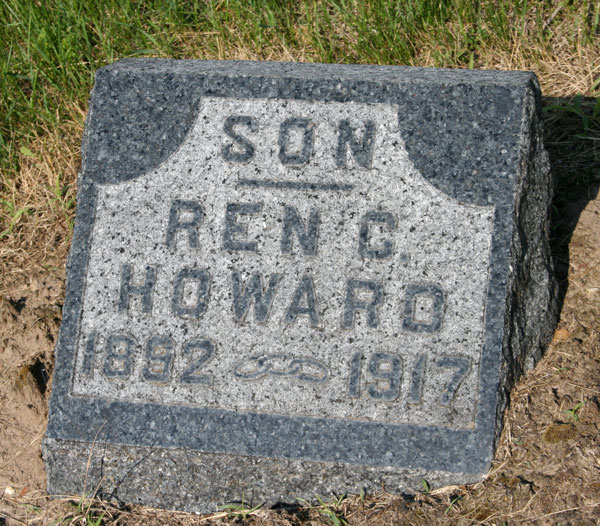 SON
REN C.
HOWARD
1892 1917